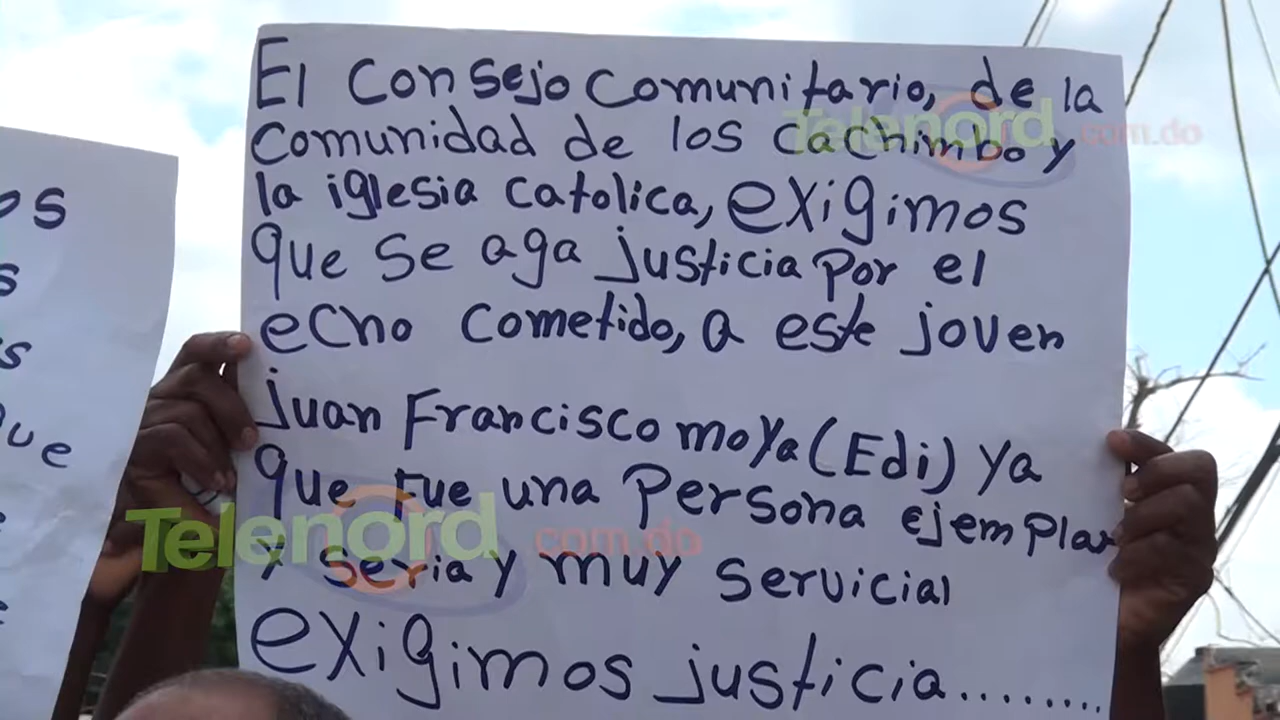 El Consejo Comunitario, de la
Comunidad de los cachimbo y
la iglesia catolica, exigimos
que se aga justicia por el
echo cometido, a este joven
juan Francisco moya (Edi) ya
que fue una persona ejemplar
y seria y muy servicial
exigimos justicia........
os
s
s
ue
Telenord.com.do
Telenord.com.do